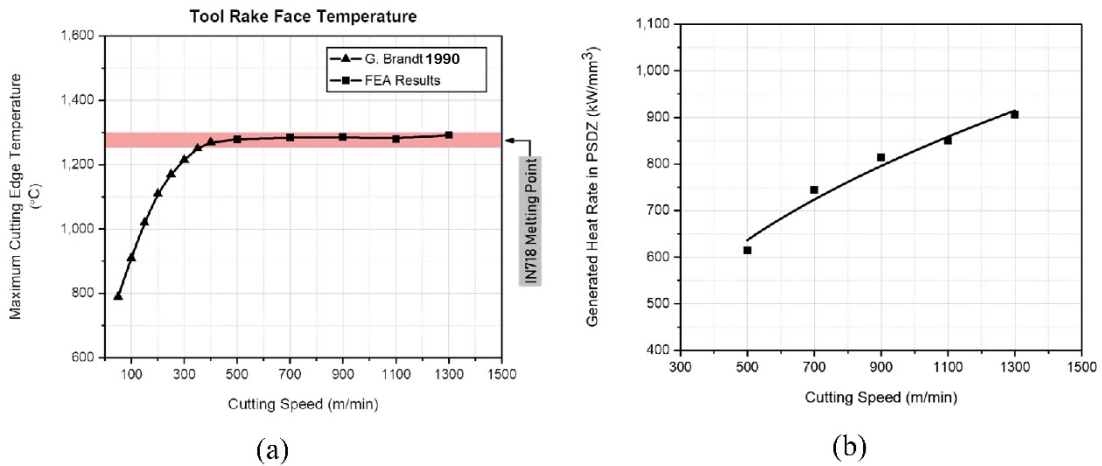 Tool Rake Face Temperature
1,600
1,400
1,200
1,000
800
600
Maximum Cutting Edge Temperature
(°C)
G. Brandt 1990
FEA Results
IN718 Melting Point
100
300
500
700
900
1100
1300
1500
Cutting Speed (m/min)
(a)
1,100
1,000
900
800
700
600
500
400
Generated Heat Rate in PSDZ (kW/mm³)
300
500
700
900
1100
1300
1500
Cutting Speed (m/min)
(b)